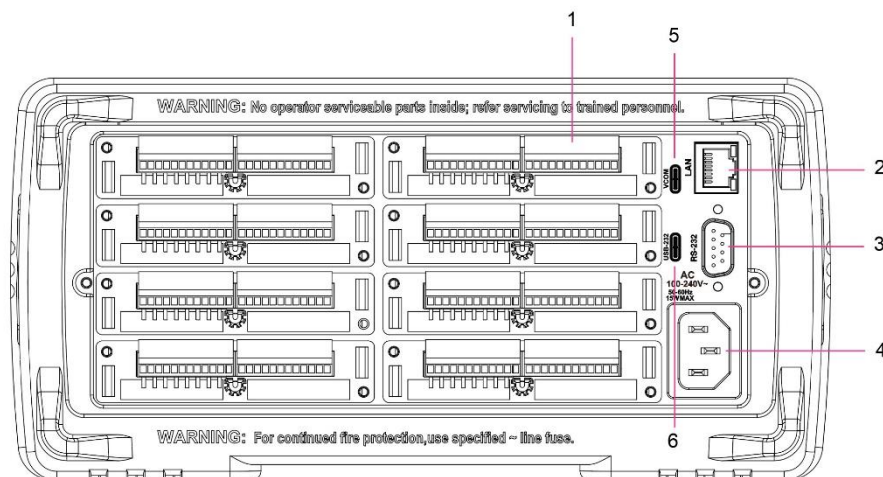 1
5
WARNING: No operator serviceable parts inside; refer servicing to trained personnel.
VCON
LAN
2
USB-232
RS-232
3
AC
100-240V~
50-60Hz
15WMAX
4
WARNING: For continued fire protection,use specified ~ line fuse.
6